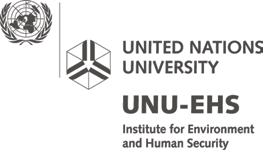 UNITED NATIONS
UNIVERSITY
UNU-EHS
Institute for Environment
and Human Security